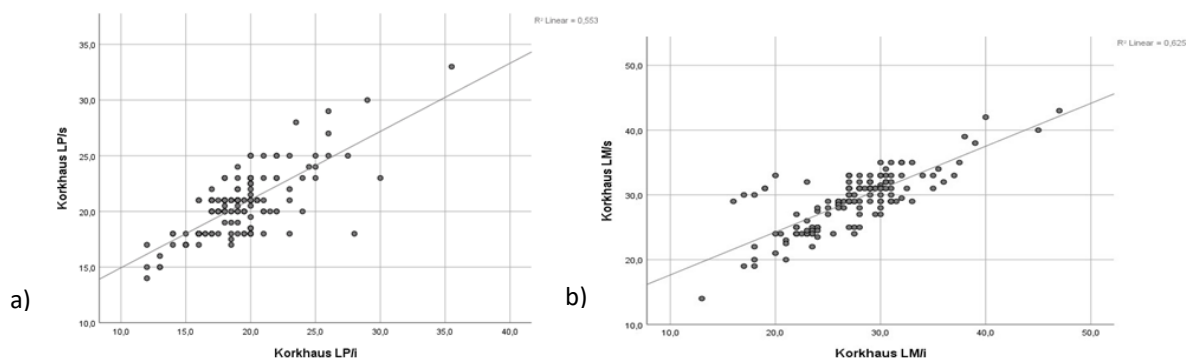 R² Linear = 0,553
35,0
30,0
25,0
20,0
15,0
10,0
Korkhaus LP/s
10,0 15,0 20,0 25,0 30,0 35,0 40,0
Korkhaus LP/i
a)
R² Linear = 0,625
50,0
40,0
30,0
20,0
10,0
Korkhaus LM/s
10,0 20,0 30,0 40,0 50,0
Korkhaus LM/i
b)